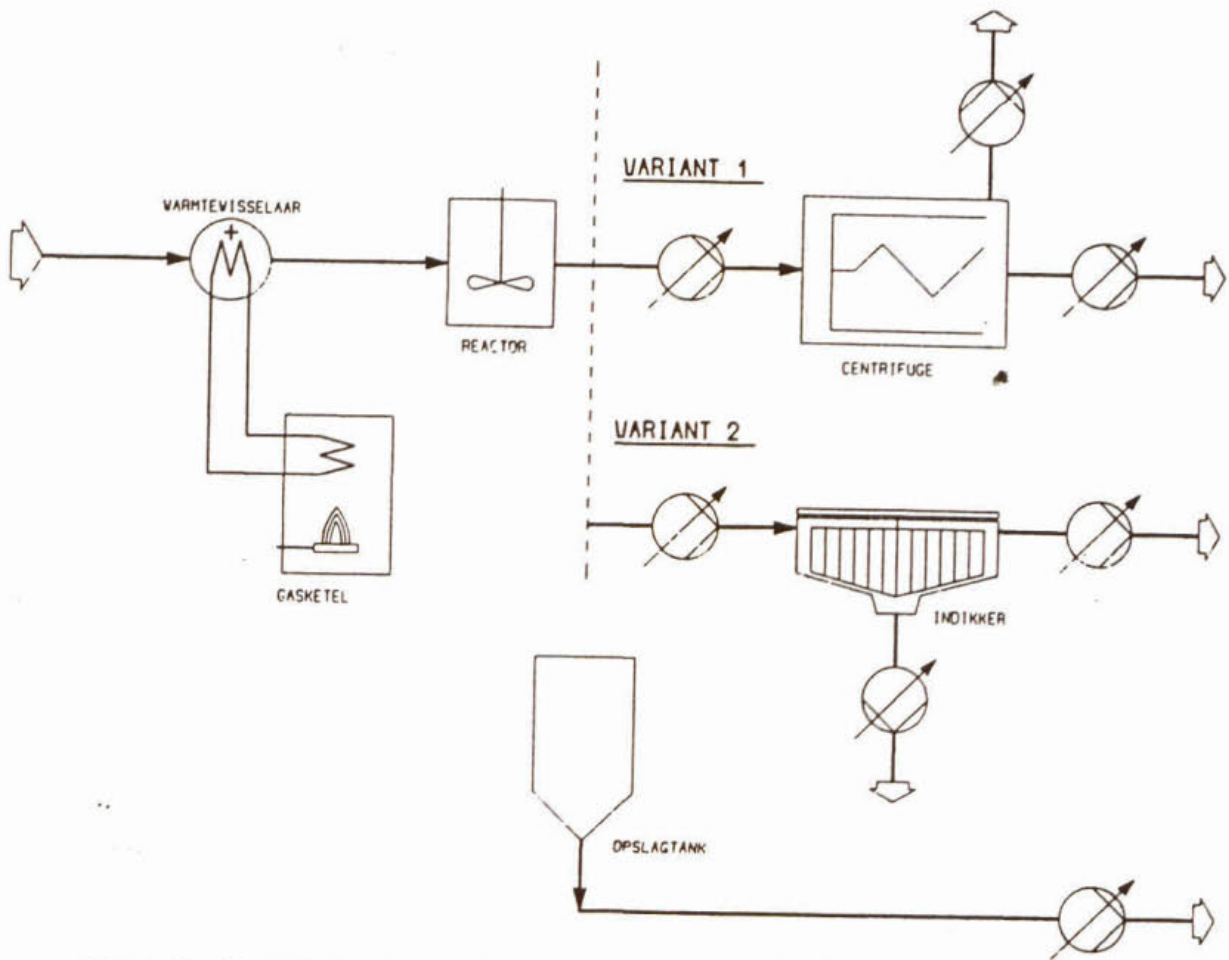 VARIANT 1
WARMTEWISSELAAR
REACTOR
CENTRIFUGE
VARIANT 2
GASKETEL
INDIKKER
OPSLAGTANK